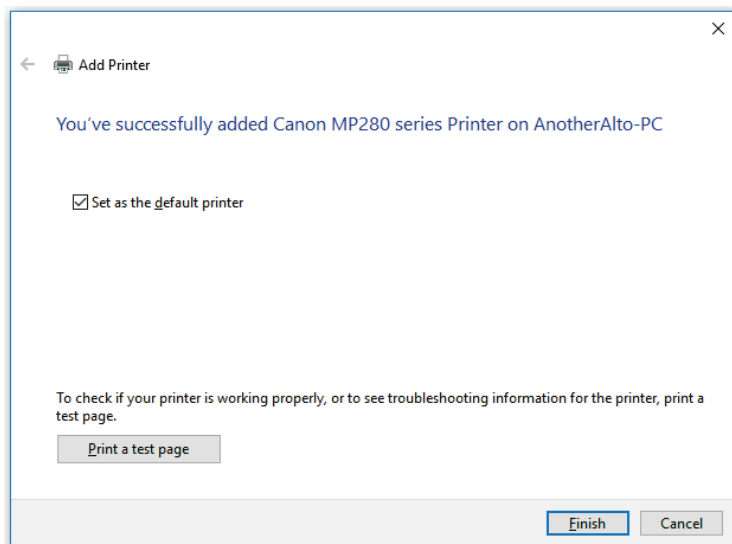 Add Printer
You've successfully added Canon MP280 series Printer on AnotherAlto-PC
Set as the default printer
To check if your printer is working properly, or to see troubleshooting information for the printer, print a
test page.
Print a test page
Finish Cancel